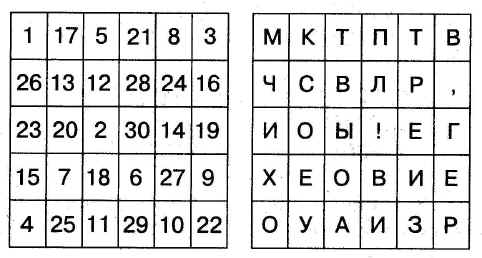 1 17 5 21 8 3 М К Т П Т В
26 13 12 28 24 16 Ч С В Л Р ,
23 20 2 30 14 19 И О Ы ! Е Г
15 7 18 6 27 9 Х Е О В И Е
4 25 11 29 10 22 О У А И З Р